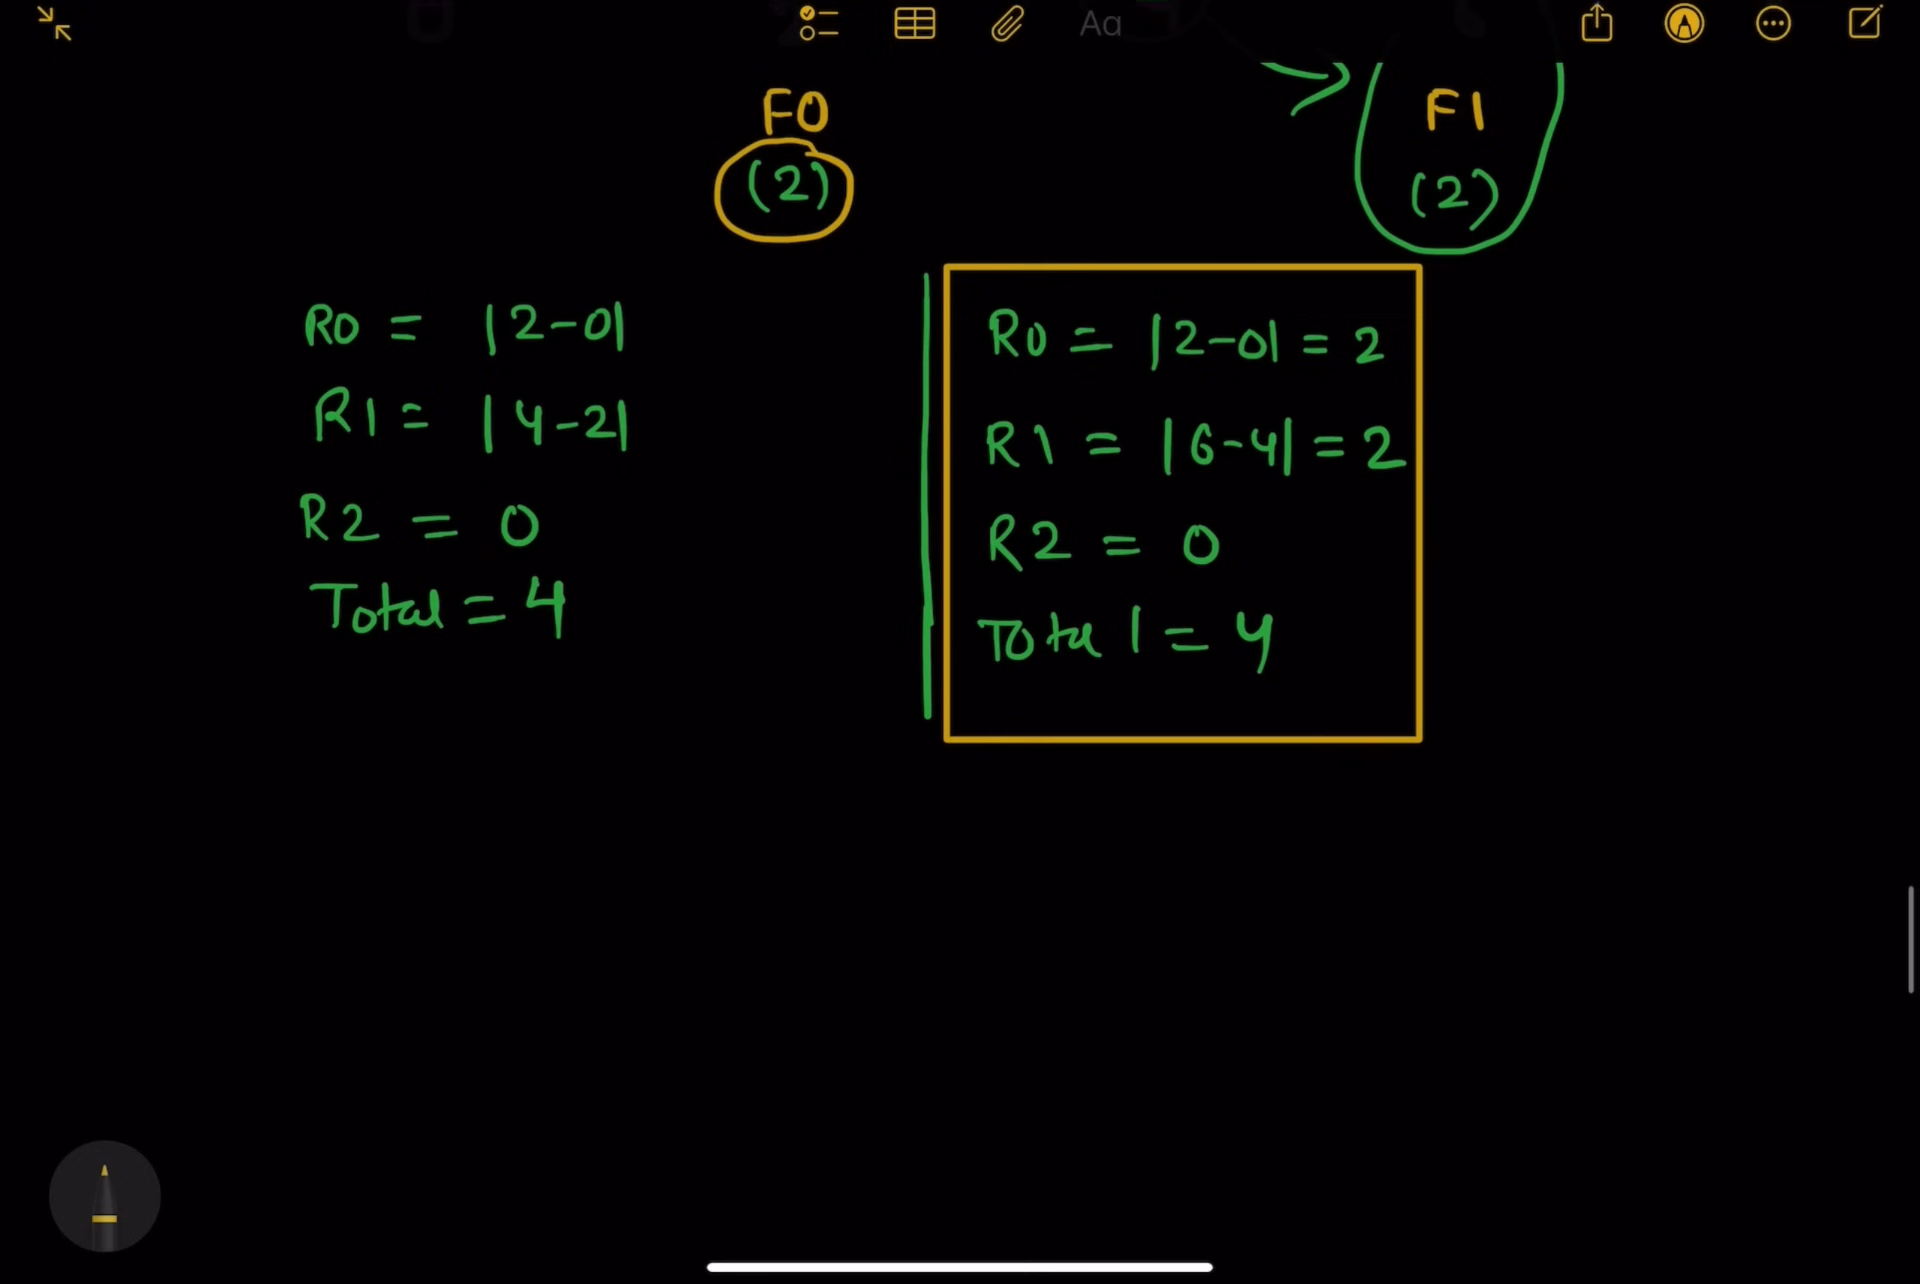 Aa
F0
F1
(2)
(2)
R0 = |2-0|
R1 = |4-2|
R2 = 0
Total = 4
R0 = |2-0| = 2
R1 = |6-4| = 2
R2 = 0
Total = 4